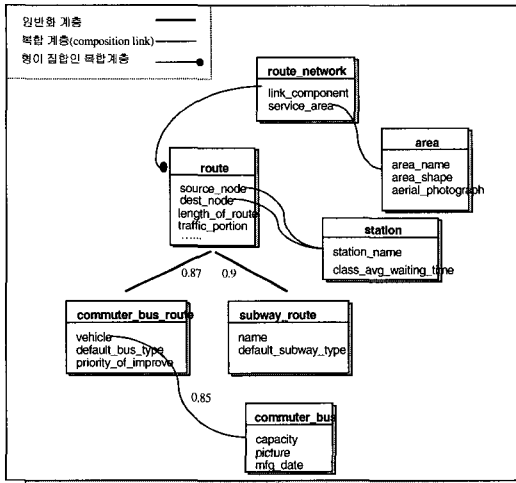 일반화 계층
복합 계층(composition link)
형이 집합인 복합계층
route_network
link_component
service_area
area
area_name
area_shape
aerial_photograph
route
source_node
dest_node
length_of_route
traffic_portion
......
station
station_name
class_avg_waiting_time
0.87
0.9
commuter_bus_route
vehicle
default_bus_type
priority_of_improve
subway_route
name
default_subway_type
0.85
commuter_bus
capacity
picture
mfg_date